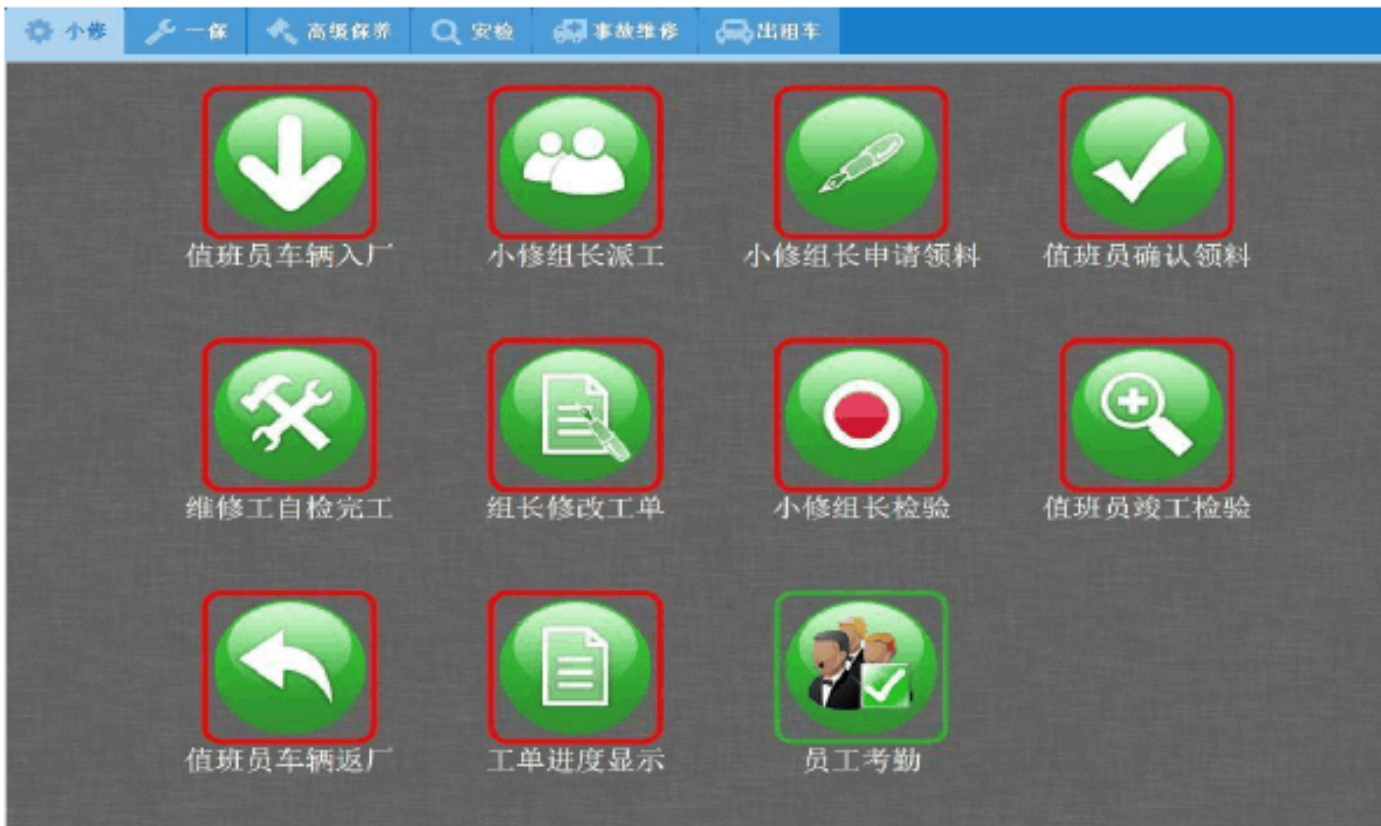 小修 一保 高级保养 安检 事故维修 出租车
值班员车辆入厂 小修组长派工 小修组长申请领料 值班员确认领料
维修工自检完工 组长修改工单 小修组长检验 值班员竣工检验
值班员车辆返厂 工单进度显示 员工考勤